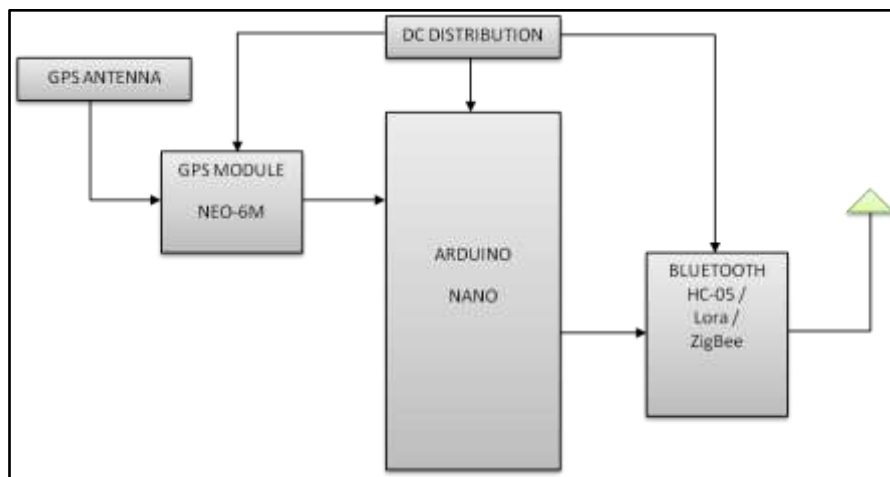 DC DISTRIBUTION
GPS ANTENNA
GPS MODULE
NEO-6M
ARDUINO
NANO
BLUETOOTH
HC-05 /
Lora /
ZigBee